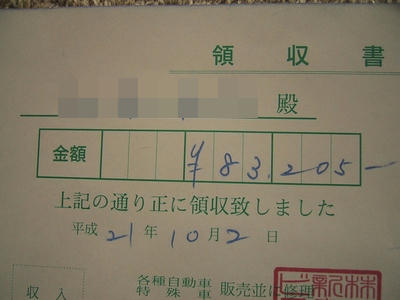 領収書
殿
金額 ¥83,205-
上記の通り正に領収致しました
平成21年10月2日
各種自動車
特殊車 販売並に修理
収入